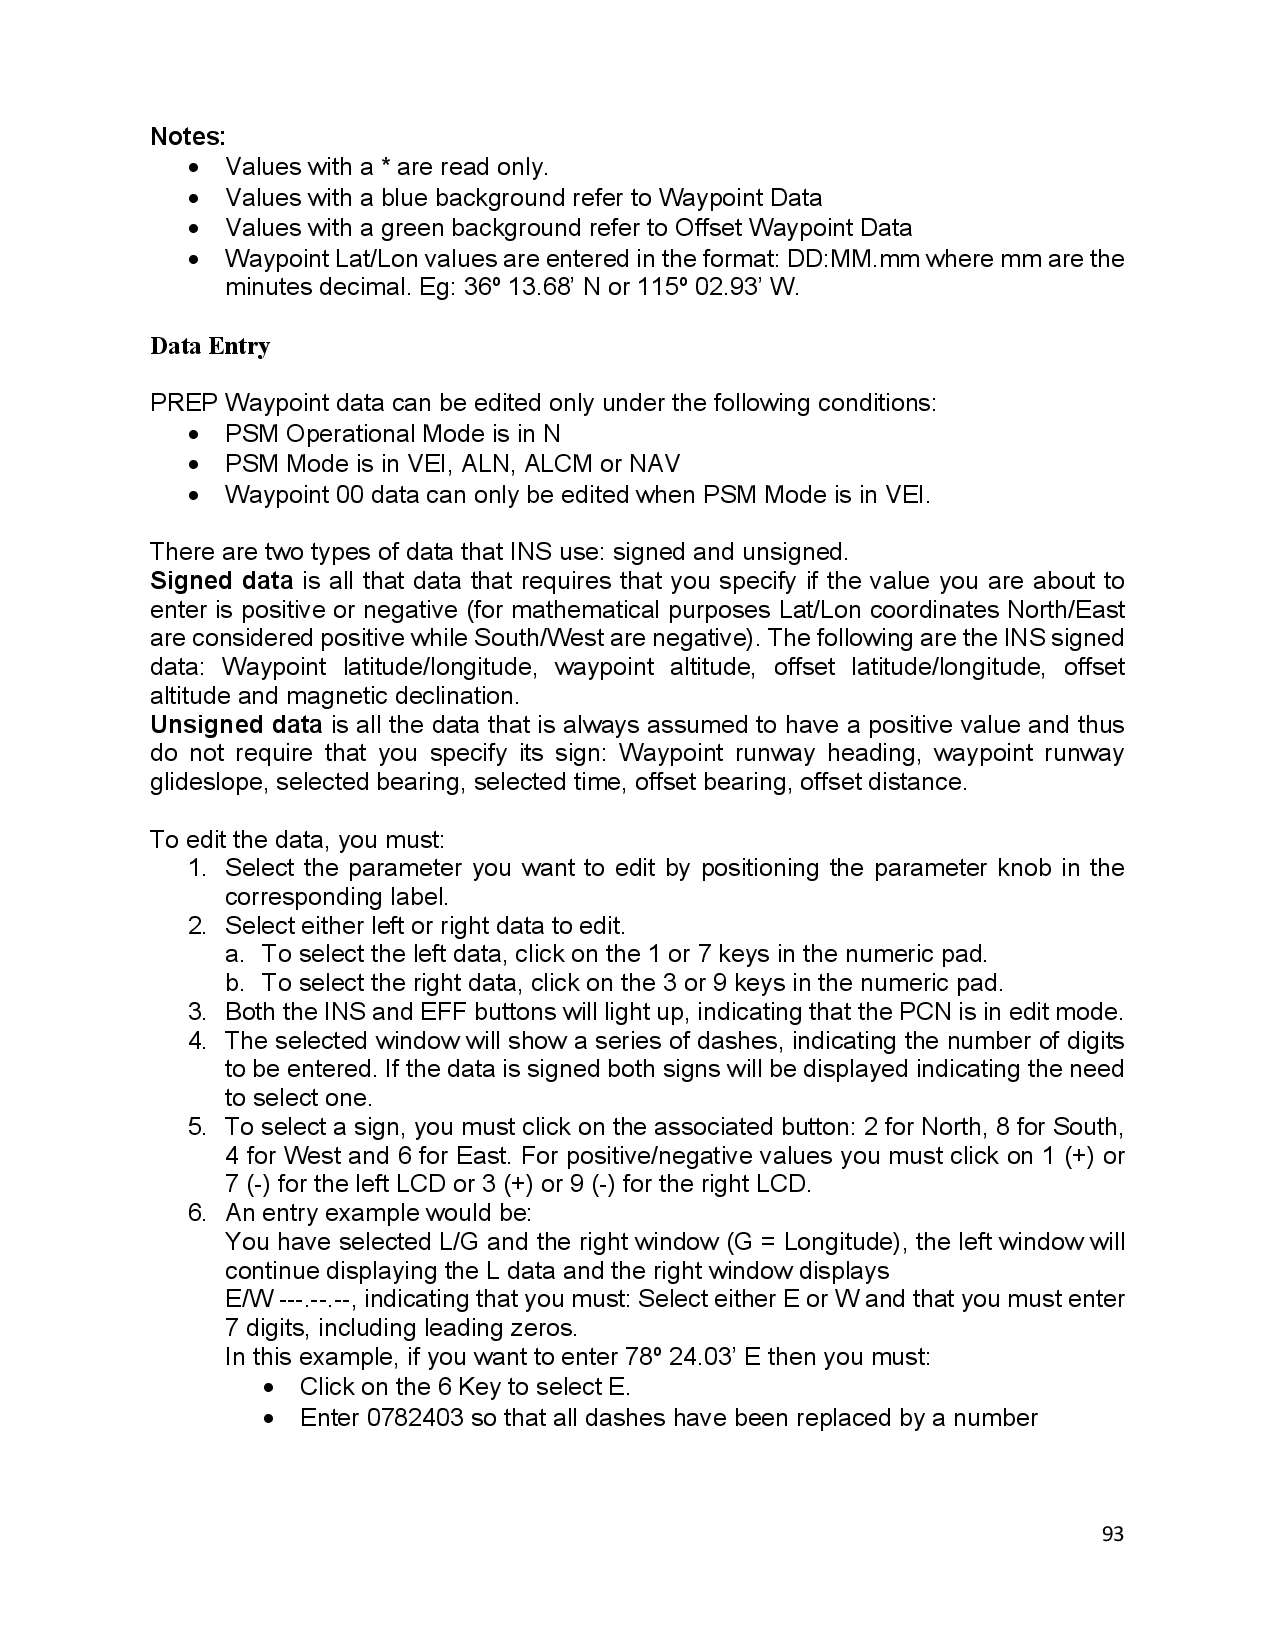 Notes:
• Values with a * are read only.
• Values with a blue background refer to Waypoint Data
• Values with a green background refer to Offset Waypoint Data
• Waypoint Lat/Lon values are entered in the format: DD:MM.mm where mm are the
minutes decimal. Eg: 36º 13.68’ N or 115º 02.93’ W.
Data Entry
PREP Waypoint data can be edited only under the following conditions:
• PSM Operational Mode is in N
• PSM Mode is in VEI, ALN, ALCM or NAV
• Waypoint 00 data can only be edited when PSM Mode is in VEI.
There are two types of data that INS use: signed and unsigned.
Signed data is all that data that requires that you specify if the value you are about to
enter is positive or negative (for mathematical purposes Lat/Lon coordinates North/East
are considered positive while South/West are negative). The following are the INS signed
data: Waypoint latitude/longitude, waypoint altitude, offset latitude/longitude, offset
altitude and magnetic declination.
Unsigned data is all the data that is always assumed to have a positive value and thus
do not require that you specify its sign: Waypoint runway heading, waypoint runway
glideslope, selected bearing, selected time, offset bearing, offset distance.
To edit the data, you must:
1. Select the parameter you want to edit by positioning the parameter knob in the
corresponding label.
2. Select either left or right data to edit.
a. To select the left data, click on the 1 or 7 keys in the numeric pad.
b. To select the right data, click on the 3 or 9 keys in the numeric pad.
3. Both the INS and EFF buttons will light up, indicating that the PCN is in edit mode.
4. The selected window will show a series of dashes, indicating the number of digits
to be entered. If the data is signed both signs will be displayed indicating the need
to select one.
5. To select a sign, you must click on the associated button: 2 for North, 8 for South,
4 for West and 6 for East. For positive/negative values you must click on 1 (+) or
7 (-) for the left LCD or 3 (+) or 9 (-) for the right LCD.
6. An entry example would be:
You have selected L/G and the right window (G = Longitude), the left window will
continue displaying the L data and the right window displays
E/W ---.--.--, indicating that you must: Select either E or W and that you must enter
7 digits, including leading zeros.
In this example, if you want to enter 78º 24.03’ E then you must:
• Click on the 6 Key to select E.
• Enter 0782403 so that all dashes have been replaced by a number
93